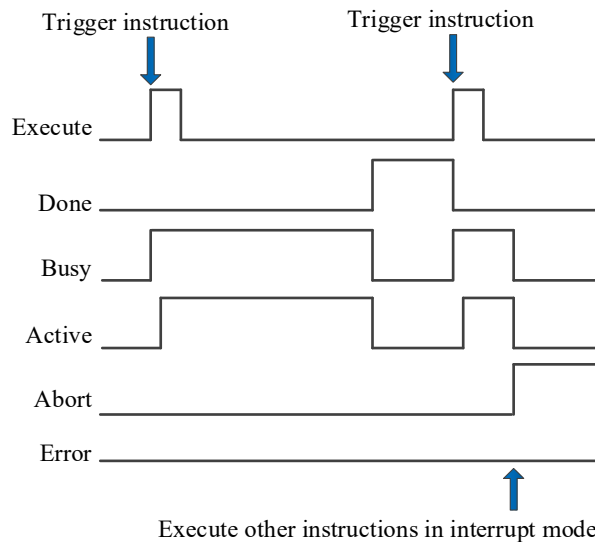 Trigger instruction
Trigger instruction
Execute
Done
Busy
Active
Abort
Error
Execute other instructions in interrupt mode